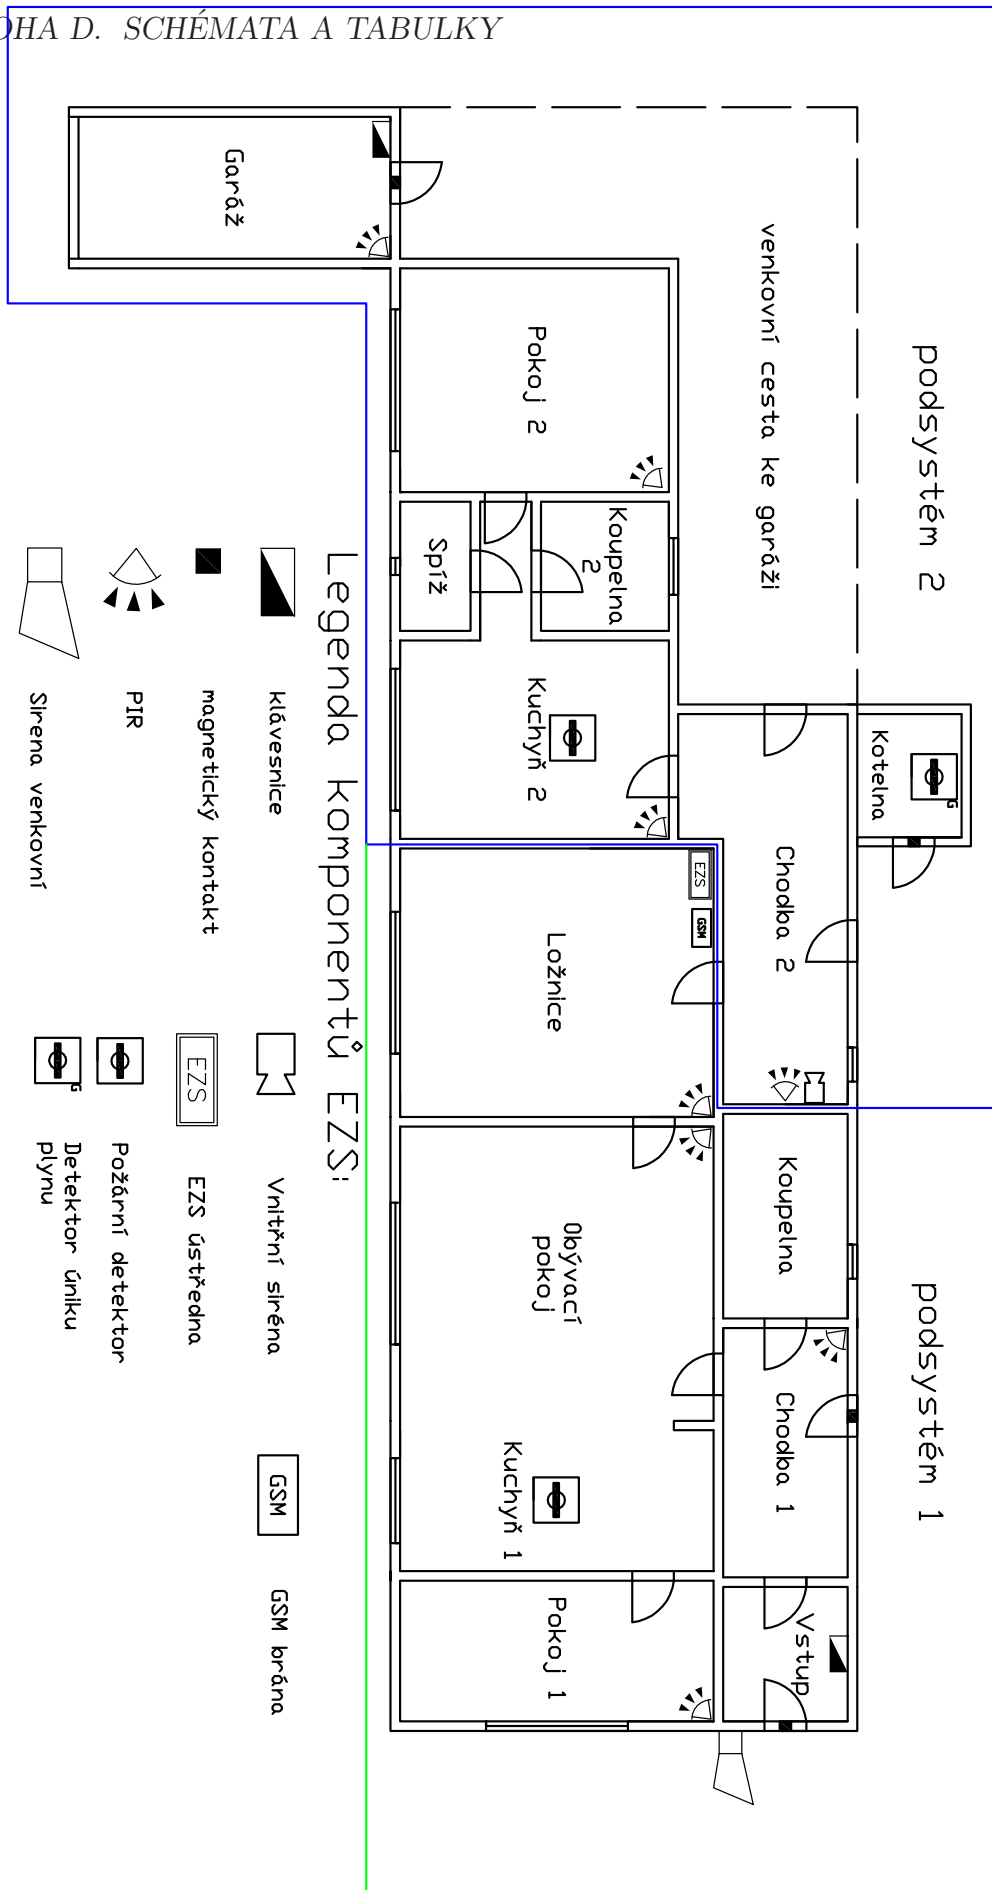 OHA D. SCHÉMATA A TABULKY
podsystém 2
podsystém 1
venkovní cesta ke garáži
Kotelna
G
Chodba 2
Koupelna
Chodba 1
Vstup
Garáž
Pokoj 2
Koupelna
2
Spíž
Kuchyň 2
EZS
GSM
Ložnice
Obývací
pokoj
Kuchyň 1
Pokoj 1
Legenda komponentů EZS:
klávesnice
magnetický kontakt
PIR
Sirena venkovní
Vnitřní siréna
EZS
EZS ústředna
Požární detektor
G
Detektor úniku
plynu
GSM
GSM brána